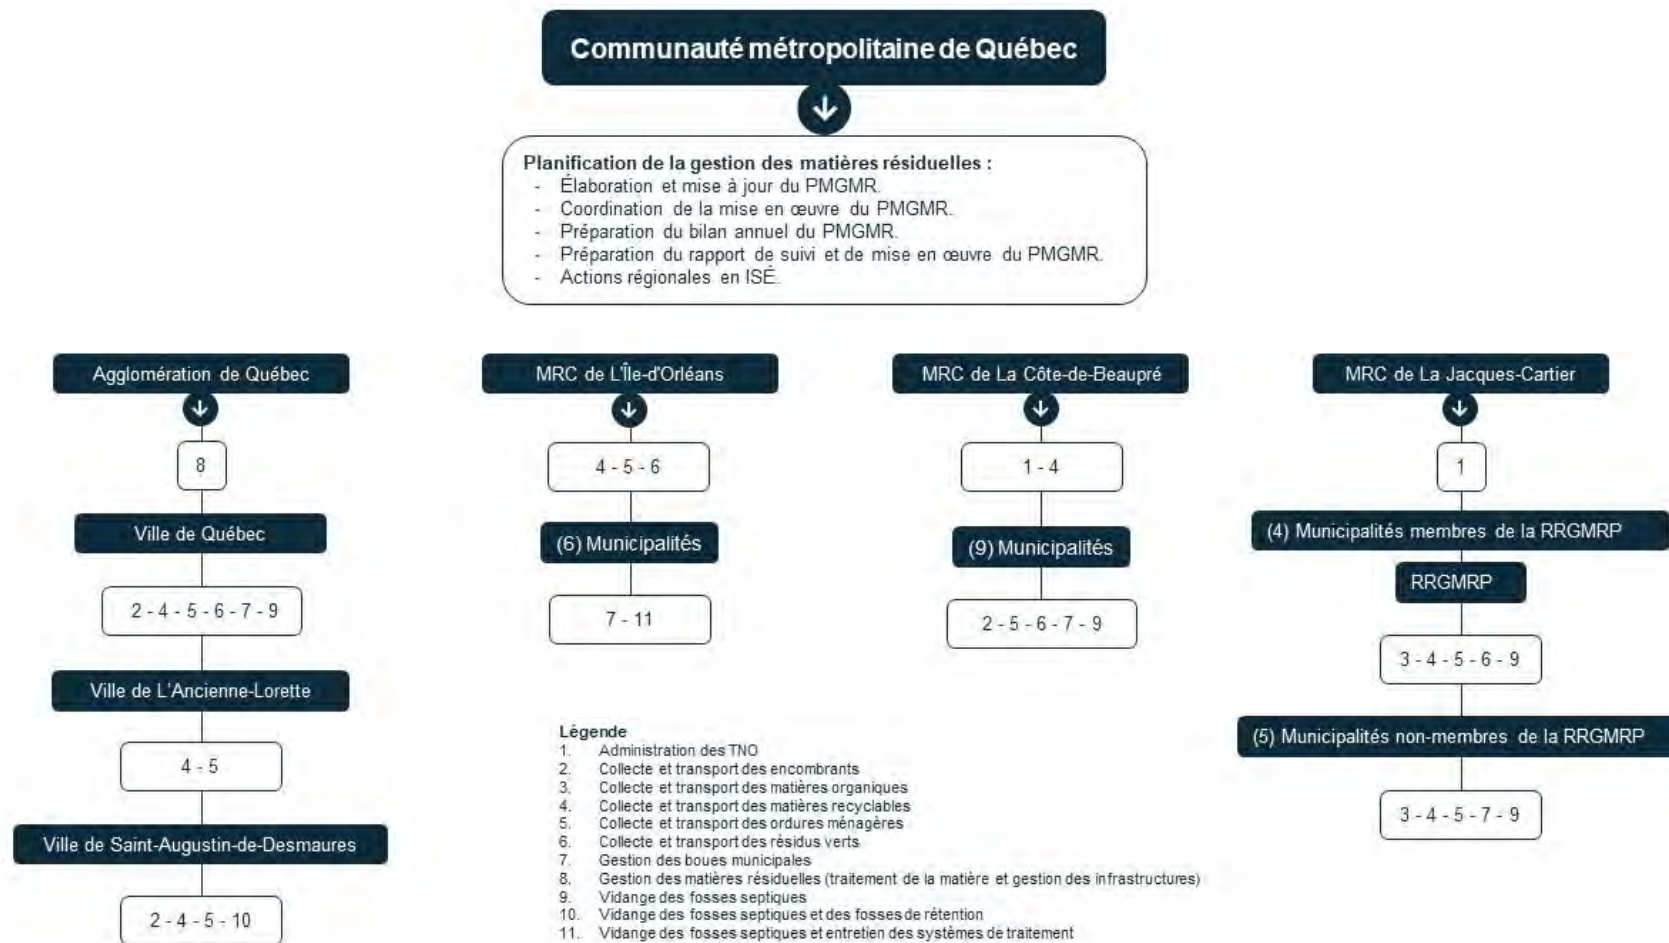 Communauté métropolitaine de Québec
Planification de la gestion des matières résiduelles :
- Élaboration et mise à jour du PMGMR.
- Coordination de la mise en œuvre du PMGMR.
- Préparation du bilan annuel du PMGMR.
- Préparation du rapport de suivi et de mise en œuvre du PMGMR.
- Actions régionales en ISÉ.
Agglomération de Québec
8
Ville de Québec
2 - 4 - 5 - 6 - 7 - 9
Ville de L'Ancienne-Lorette
4 - 5
Ville de Saint-Augustin-de-Desmaures
2 - 4 - 5 - 10
MRC de L'Île-d'Orléans
4 - 5 - 6
(6) Municipalités
7 - 11
MRC de La Côte-de-Beaupré
1 - 4
(9) Municipalités
2 - 5 - 6 - 7 - 9
MRC de La Jacques-Cartier
1
(4) Municipalités membres de la RRGMRP
RRGMRP
3 - 4 - 5 - 6 - 9
(5) Municipalités non-membres de la RRGMRP
3 - 4 - 5 - 7 - 9
Légende
1. Administration des TNO
2. Collecte et transport des encombrants
3. Collecte et transport des matières organiques
4. Collecte et transport des matières recyclables
5. Collecte et transport des ordures ménagères
6. Collecte et transport des résidus verts
7. Gestion des boues municipales
8. Gestion des matières résiduelles (traitement de la matière et gestion des infrastructures)
9. Vidange des fosses septiques
10. Vidange des fosses septiques et des fosses de rétention
11. Vidange des fosses septiques et entretien des systèmes de traitement